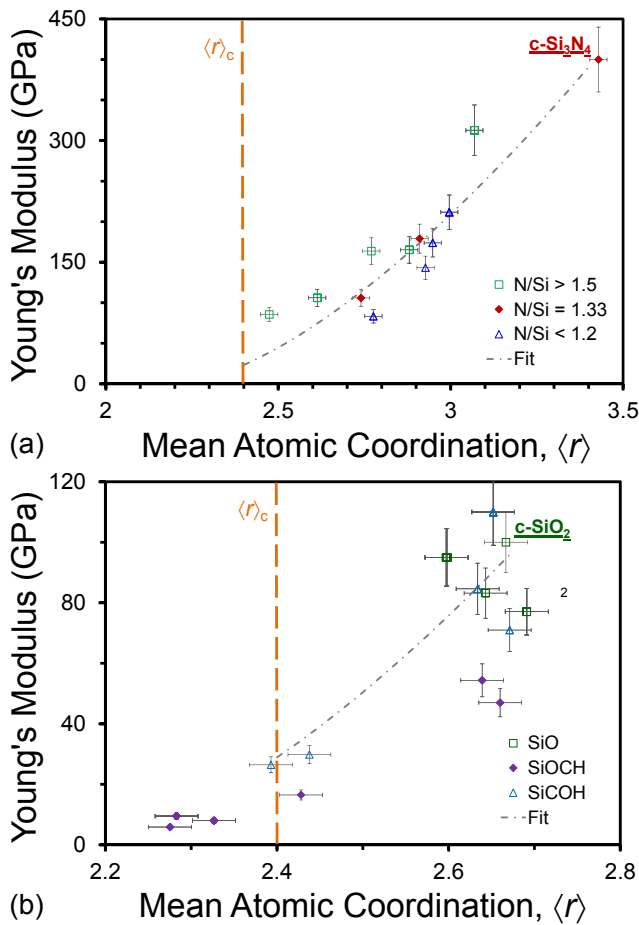 450
300
150
0
Young's Modulus (GPa)
⟨r⟩c
c-Si3N4
N/Si > 1.5
N/Si = 1.33
N/Si < 1.2
Fit
2
2.5
3
3.5
(a)
Mean Atomic Coordination, ⟨r⟩
120
80
40
0
Young's Modulus (GPa)
⟨r⟩c
c-SiO2
2
SiO
SiOCH
SiCOH
Fit
2.2
2.4
2.6
2.8
(b)
Mean Atomic Coordination, ⟨r⟩